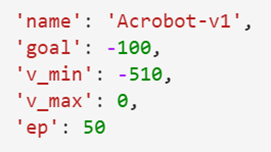 'name': 'Acrobot-v1',
'goal': -100,
'v_min': -510,
'v_max': 0,
'ep': 50